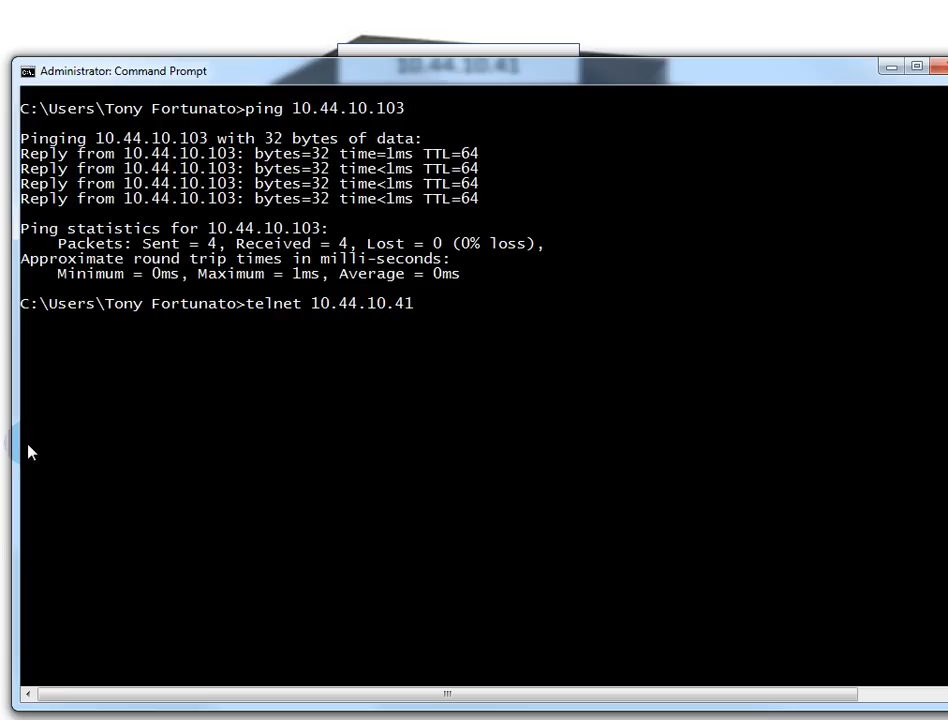 10.44.10.41
Administrator: Command Prompt
C:\Users\Tony Fortunato>ping 10.44.10.103
Pinging 10.44.10.103 with 32 bytes of data:
Reply from 10.44.10.103: bytes=32 time=1ms TTL=64
Reply from 10.44.10.103: bytes=32 time<1ms TTL=64
Reply from 10.44.10.103: bytes=32 time<1ms TTL=64
Reply from 10.44.10.103: bytes=32 time<1ms TTL=64
Ping statistics for 10.44.10.103:
Packets: Sent = 4, Received = 4, Lost = 0 (0% loss),
Approximate round trip times in milli-seconds:
Minimum = 0ms, Maximum = 1ms, Average = 0ms
C:\Users\Tony Fortunato>telnet 10.44.10.41